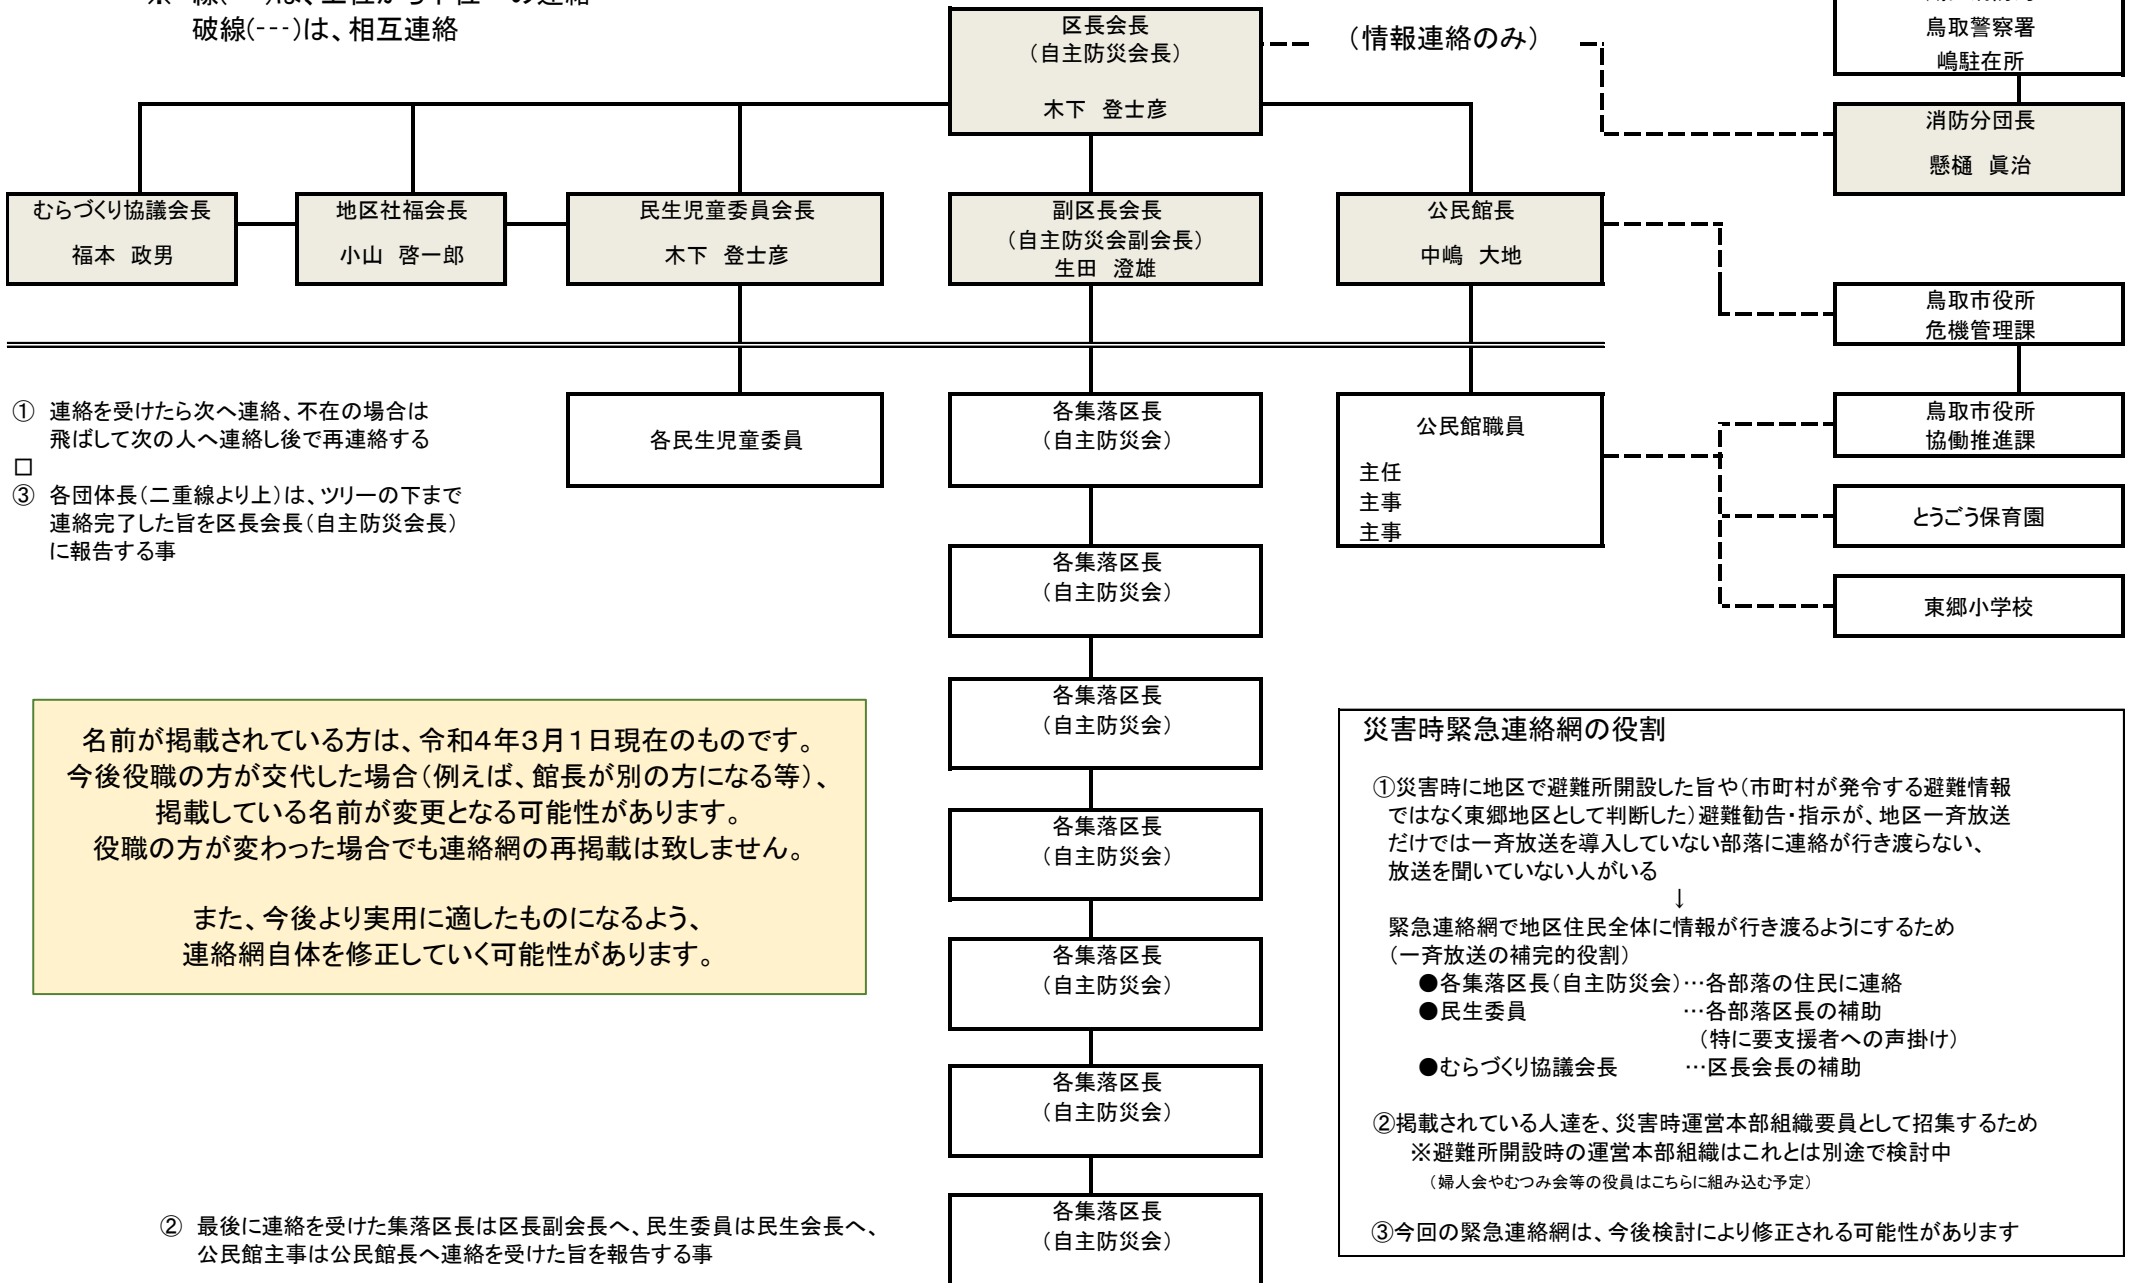 破線(---)は、相互連絡
区長会長
（自主防災会長）
木下　登士彦
（情報連絡のみ）
鳥取警察署
嶋駐在所
消防分団長
懸樋　眞治
むらづくり協議会長
福本　政男
地区社福会長
小山　啓一郎
民生児童委員会長
木下　登士彦
副区長会長
（自主防災会副会長）
生田　澄雄
公民館長
中嶋　大地
鳥取市役所
危機管理課
① 連絡を受けたら次へ連絡、不在の場合は
飛ばして次の人へ連絡し後で再連絡する
□
③ 各団体長（二重線より上）は、ツリーの下まで
連絡完了した旨を区長会長（自主防災会長）
に報告する事
各民生児童委員
各集落区長
（自主防災会）
公民館職員
主任
主事
主事
鳥取市役所
協働推進課
とうごう保育園
東郷小学校
各集落区長
（自主防災会）
各集落区長
（自主防災会）
各集落区長
（自主防災会）
各集落区長
（自主防災会）
各集落区長
（自主防災会）
各集落区長
（自主防災会）
名前が掲載されている方は、令和４年３月１日現在のものです。
今後役職の方が交代した場合（例えば、館長が別の方になる等）、
掲載している名前が変更となる可能性があります。
役職の方が変わった場合でも連絡網の再掲載は致しません。
また、今後より実用に適したものになるよう、
連絡網自体を修正していく可能性があります。
災害時緊急連絡網の役割
①災害時に地区で避難所開設した旨や（市町村が発令する避難情報
ではなく東郷地区として判断した）避難勧告・指示が、地区一斉放送
だけでは一斉放送を導入していない部落に連絡が行き渡らない、
放送を聞いていない人がいる
↓
緊急連絡網で地区住民全体に情報が行き渡るようにするため
（一斉放送の補完的役割）
●各集落区長（自主防災会）…各部落の住民に連絡
●民生委員　…各部落区長の補助
（特に要支援者への声掛け）
●むらづくり協議会長　…区長会長の補助
②掲載されている人達を、災害時運営本部組織要員として招集するため
※避難所開設時の運営本部組織はこれとは別途で検討中
（婦人会やむつみ会等の役員はこちらに組み込む予定）
③今回の緊急連絡網は、今後検討により修正される可能性があります
② 最後に連絡を受けた集落区長は区長副会長へ、民生委員は民生会長へ、
公民館主事は公民館長へ連絡を受けた旨を報告する事